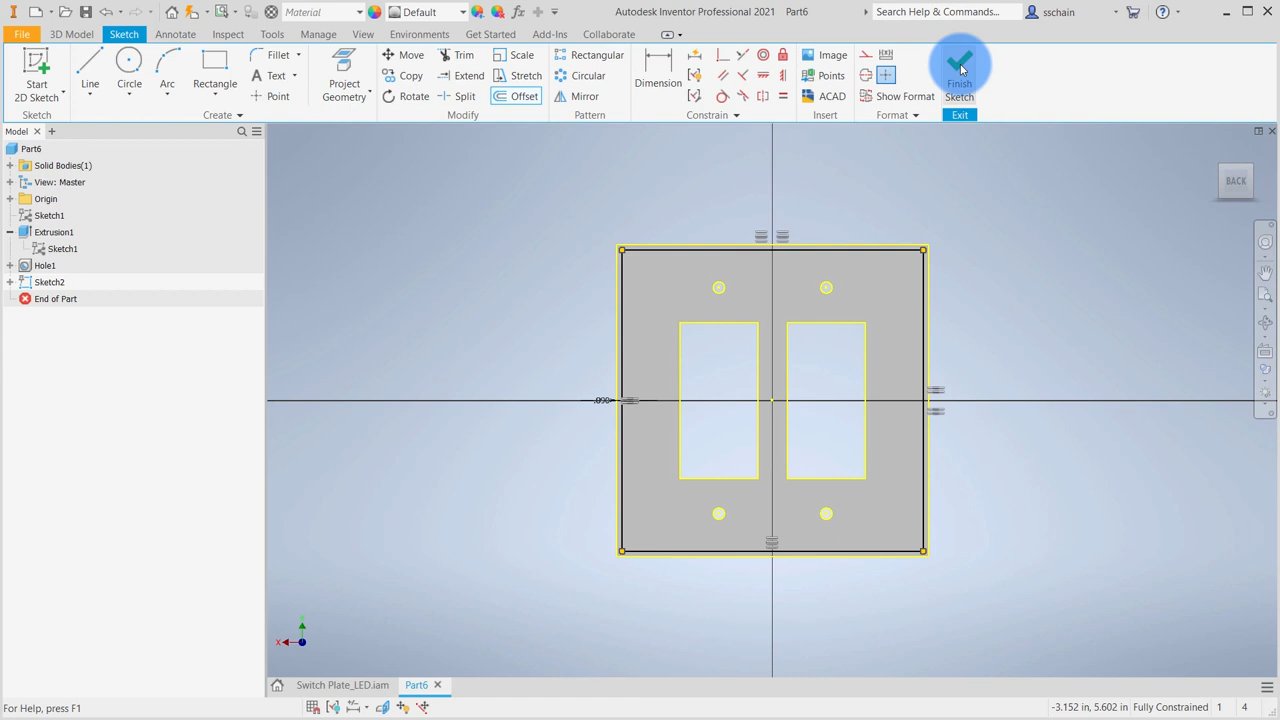 Material
Default
Autodesk Inventor Professional 2021 Part6
Search Help & Commands...
sschain
File
Sketch
3D Model
Annotate
Inspect
Tools
Manage
View
Environments
Get Started
Add-Ins
Collaborate
Start
2D Sketch
Line
Circle
Arc
Rectangle
Fillet
Text
Point
Project
Geometry
Move
Copy
Rotate
Trim
Extend
Split
Scale
Stretch
Offset
Rectangular
Circular
Mirror
Dimension
Image
Points
ACAD
Show Format
Finish
Sketch
Sketch
Create
Modify
Pattern
Constrain
Insert
Format
Exit
Model
Part6
Solid Bodies(1)
View: Master
Origin
Sketch1
Extrusion1
Sketch1
Hole1
Sketch2
End of Part
BACK
.090
X
Switch Plate_LED.iam
Part6
For Help, press F1
-3.152 in, 5.602 in
Fully Constrained
1
4